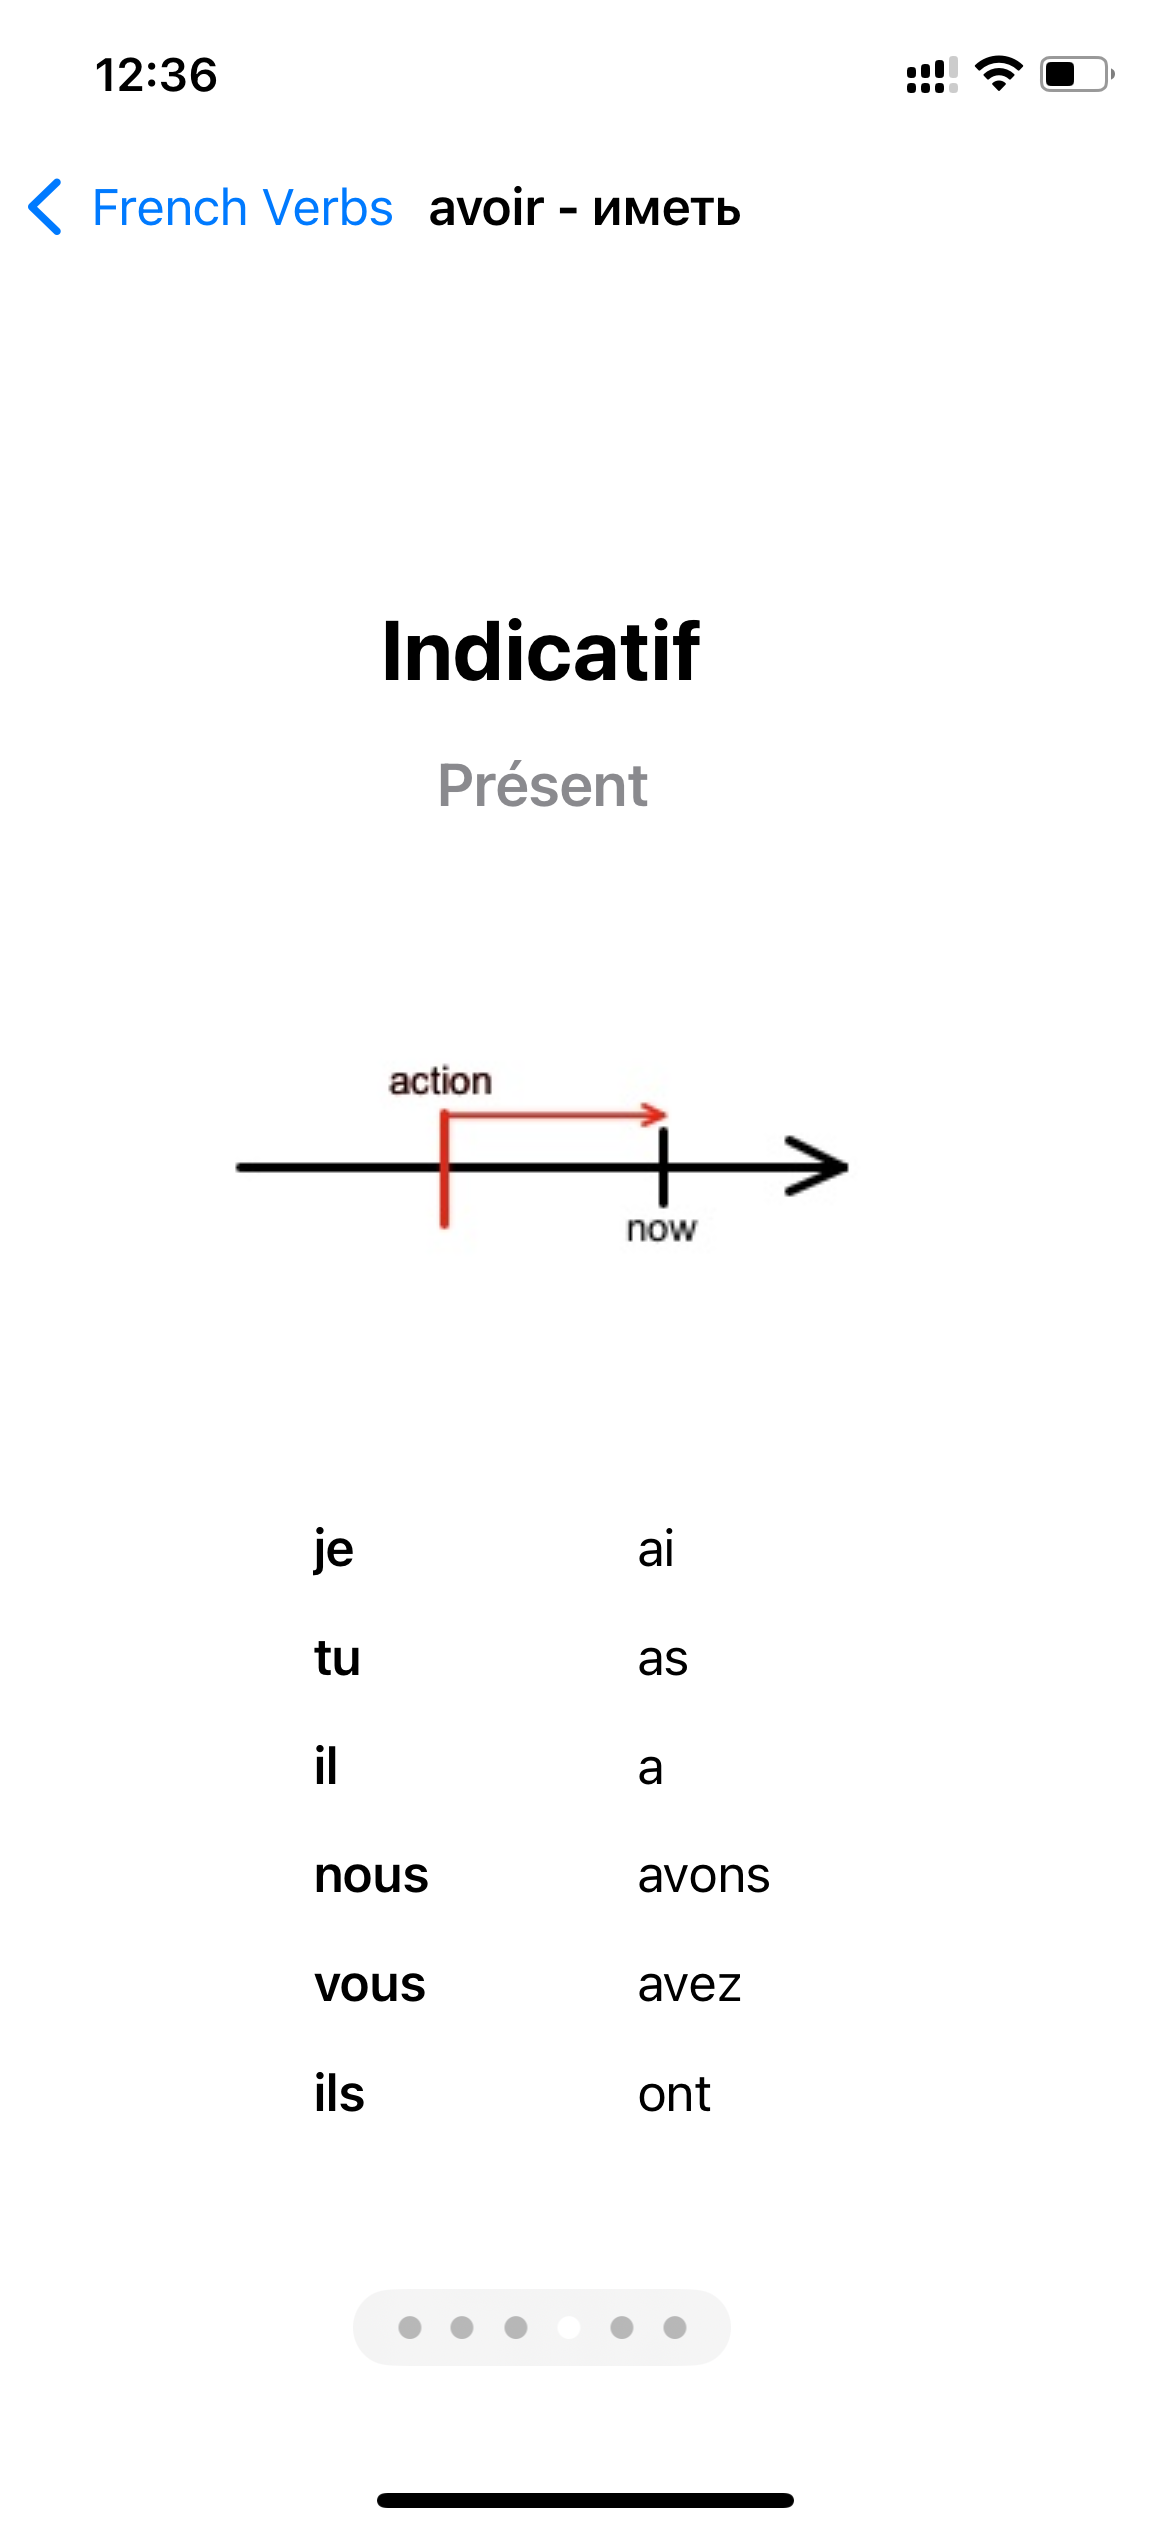 12:36
French Verbs avoir - иметь
Indicatif
Présent
action
now
je ai
tu as
il a
nous avons
vous avez
ils ont